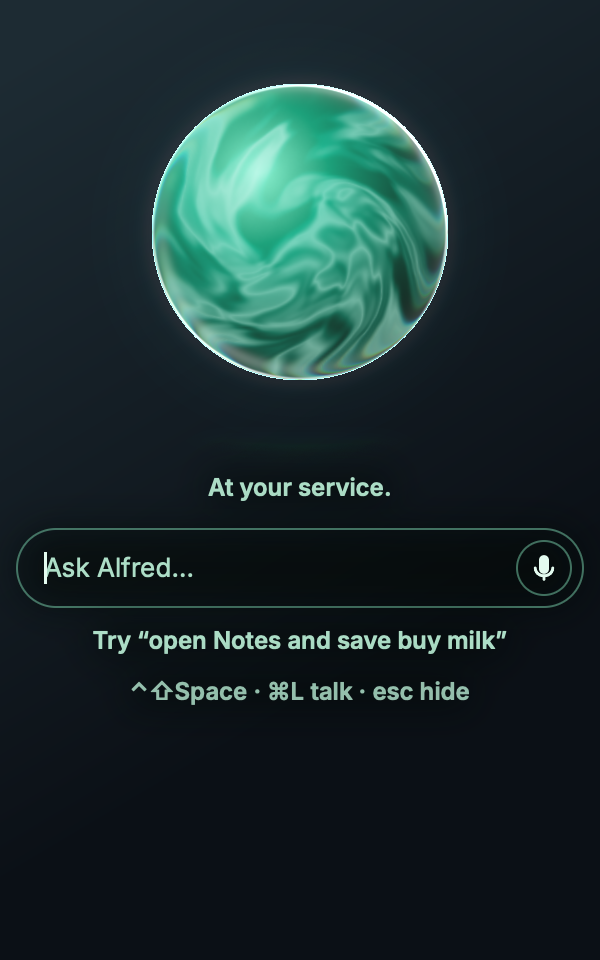 At your service.
Ask Alfred...
Try “open Notes and save buy milk”
⌃⇧Space · ⌘L talk · esc hide